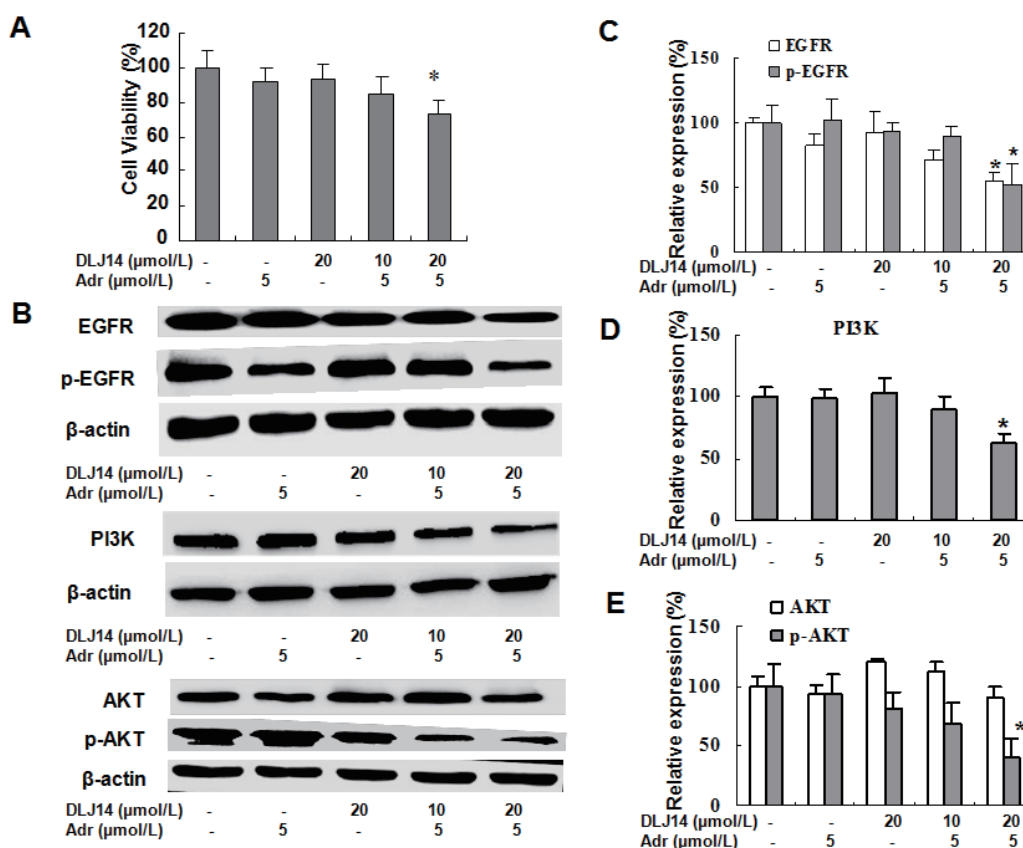 A
Cell Viability (%)
120
100
80
60
40
20
0
*
DLJ14 (µmol/L) - - 20 10 20
Adr (µmol/L) - 5 - 5 5
B
EGFR
p-EGFR
β-actin
DLJ14 (µmol/L) - - 20 10 20
Adr (µmol/L) - 5 - 5 5
PI3K
β-actin
DLJ14 (µmol/L) - - 20 10 20
Adr (µmol/L) - 5 - 5 5
AKT
p-AKT
β-actin
DLJ14 (µmol/L) - - 20 10 20
Adr (µmol/L) - 5 - 5 5
C
EGFR
p-EGFR
Relative expression (%)
150
100
50
0
* *
DLJ14 (µmol/L) - - 20 10 20
Adr (µmol/L) - 5 - 5 5
D
PI3K
Relative expression (%)
150
100
50
0
*
DLJ14 (µmol/L) - - 20 10 20
Adr (µmol/L) - 5 - 5 5
E
AKT
p-AKT
Relative expression (%)
150
100
50
0
*
DLJ14 (µmol/L) - - 20 10 20
Adr (µmol/L) - 5 - 5 5